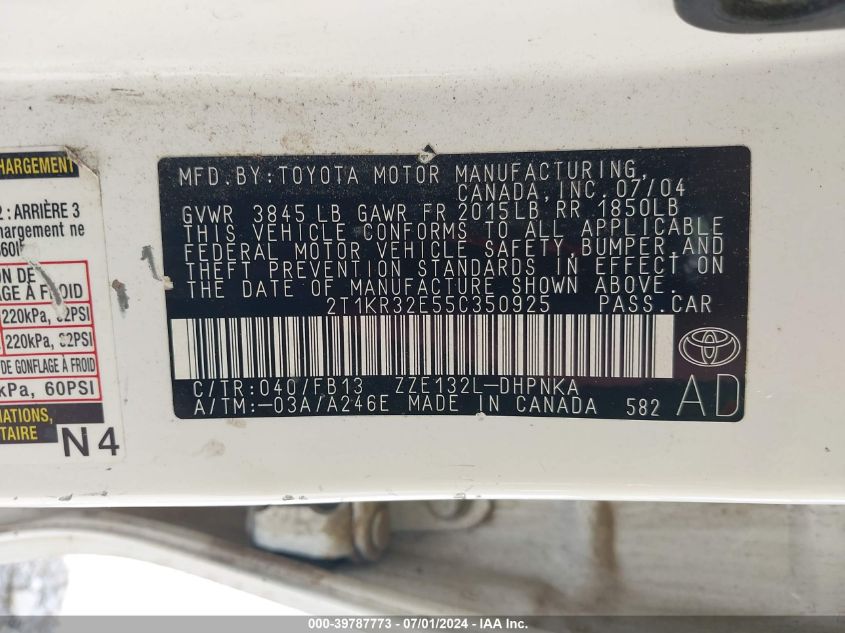 CHARGEMENT
2 : ARRIÈRE 3
chargement ne
ON DE
AGE À FROID
220kPa, 32PSI
220kPa, 32PSI
DE GONFLAGE À FROID
kPa, 60PSI
MATIONS,
TAIRE
N4
MFD. BY: TOYOTA MOTOR MANUFACTURING,
CANADA, INC. 07/04
GVWR 3845 LB GAWR FR 2015LB RR 1850LB
THIS VEHICLE CONFORMS TO ALL APPLICABLE
FEDERAL MOTOR VEHICLE SAFETY, BUMPER, AND
THEFT PREVENTION STANDARDS IN EFFECT ON
THE DATE OF MANUFACTURE SHOWN ABOVE.
2T1KR32E55C350925 PASS.CAR
C/TR: 040/FB13 ZZE132L-DHPNKA
A/TM:-03A/A246E MADE IN CANADA 582 AD
000-39787773 - 07/01/2024 - © IAA, Inc.